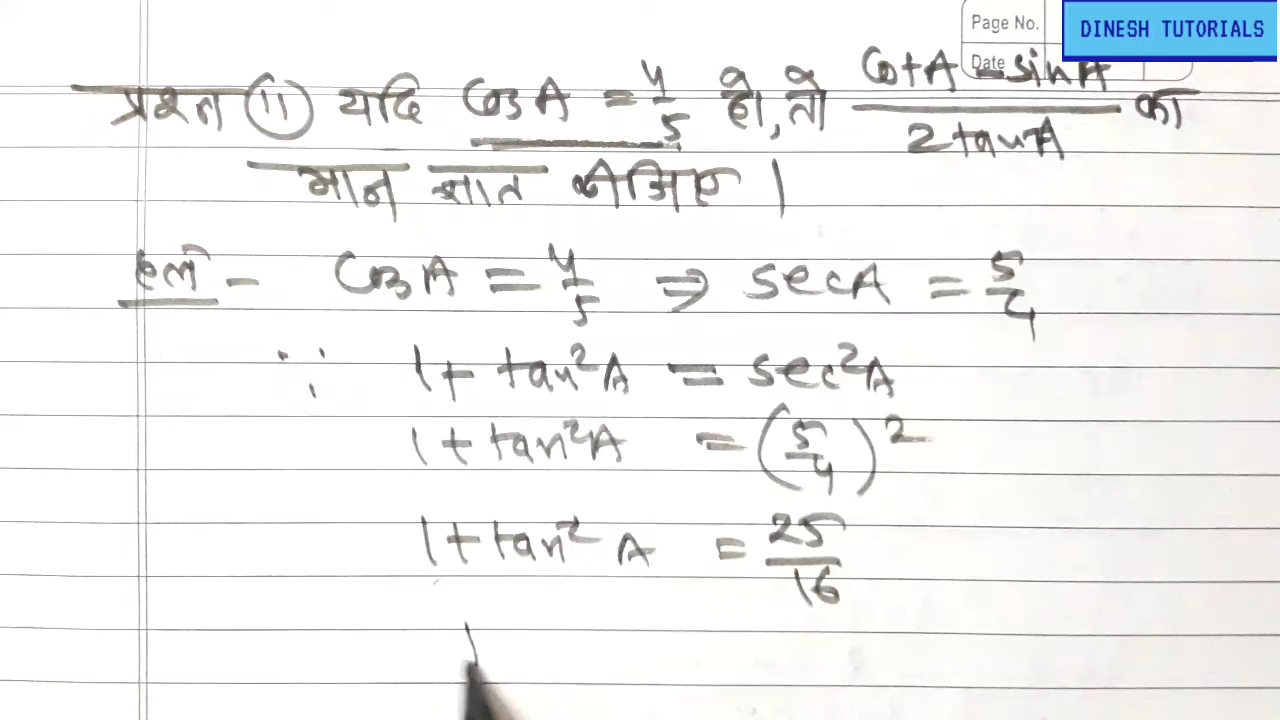 Page No.
Date
DINESH TUTORIALS
प्रश्न (11) यदि cosA = 4/5 हो, तो (cotA - sinA)/(2tanA) का
मान ज्ञात कीजिए।
हल - cosA = 4/5 ⇒ secA = 5/4
∵ 1+tan²A = sec²A
1+tan²A = (5/4)²
1+tan²A = 25/16